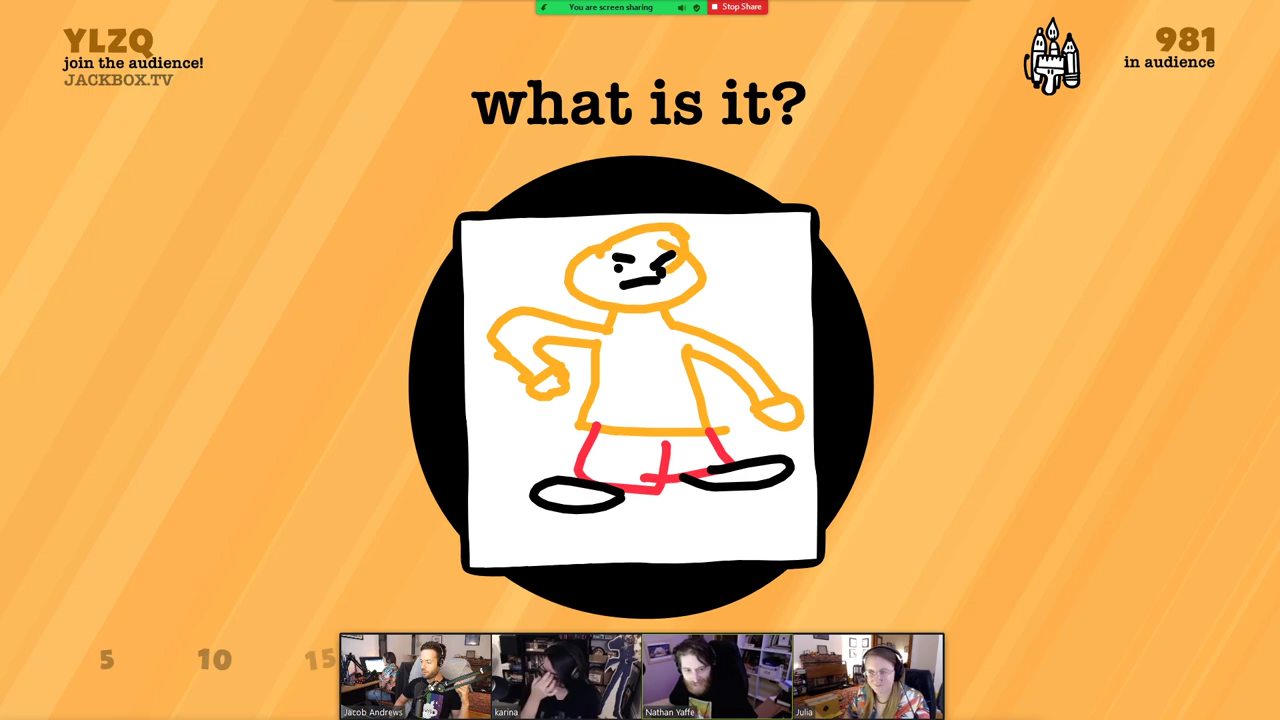 You are screen sharing
Stop Share
YLZQ
join the audience!
JACKBOX.TV
981
in audience
what is it?
5
10
15
Jacob Andrews
karina
Nathan Yaffe
Julia